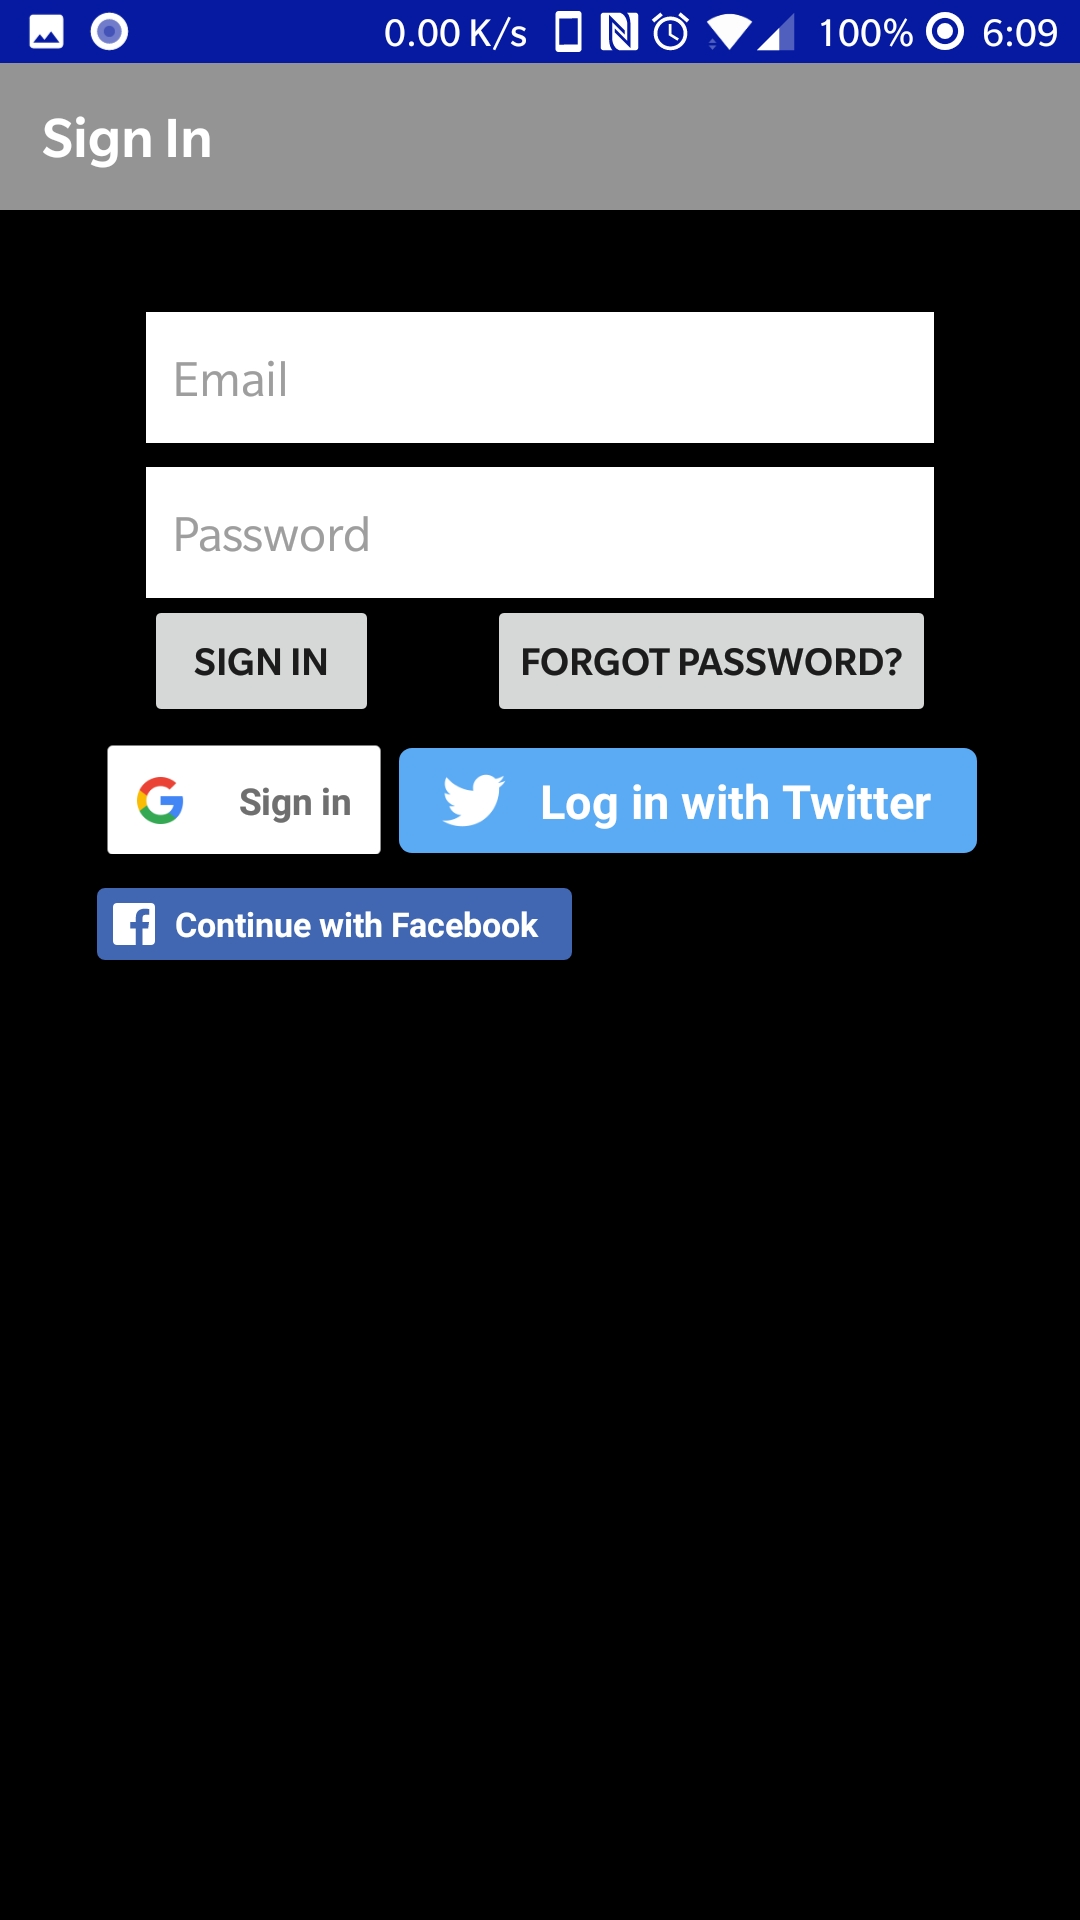 0.00 K/s 100% 6:09
Sign In
Email
Password
SIGN IN FORGOT PASSWORD?
Sign in Log in with Twitter
Continue with Facebook